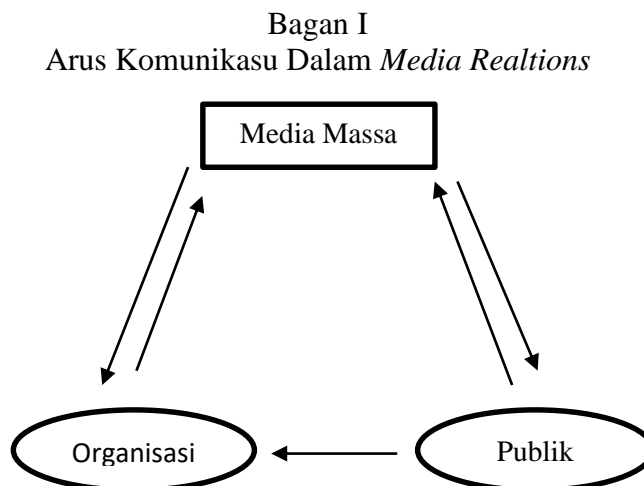 Bagan I
Arus Komunikasu Dalam Media Realtions
Media Massa
Organisasi
Publik